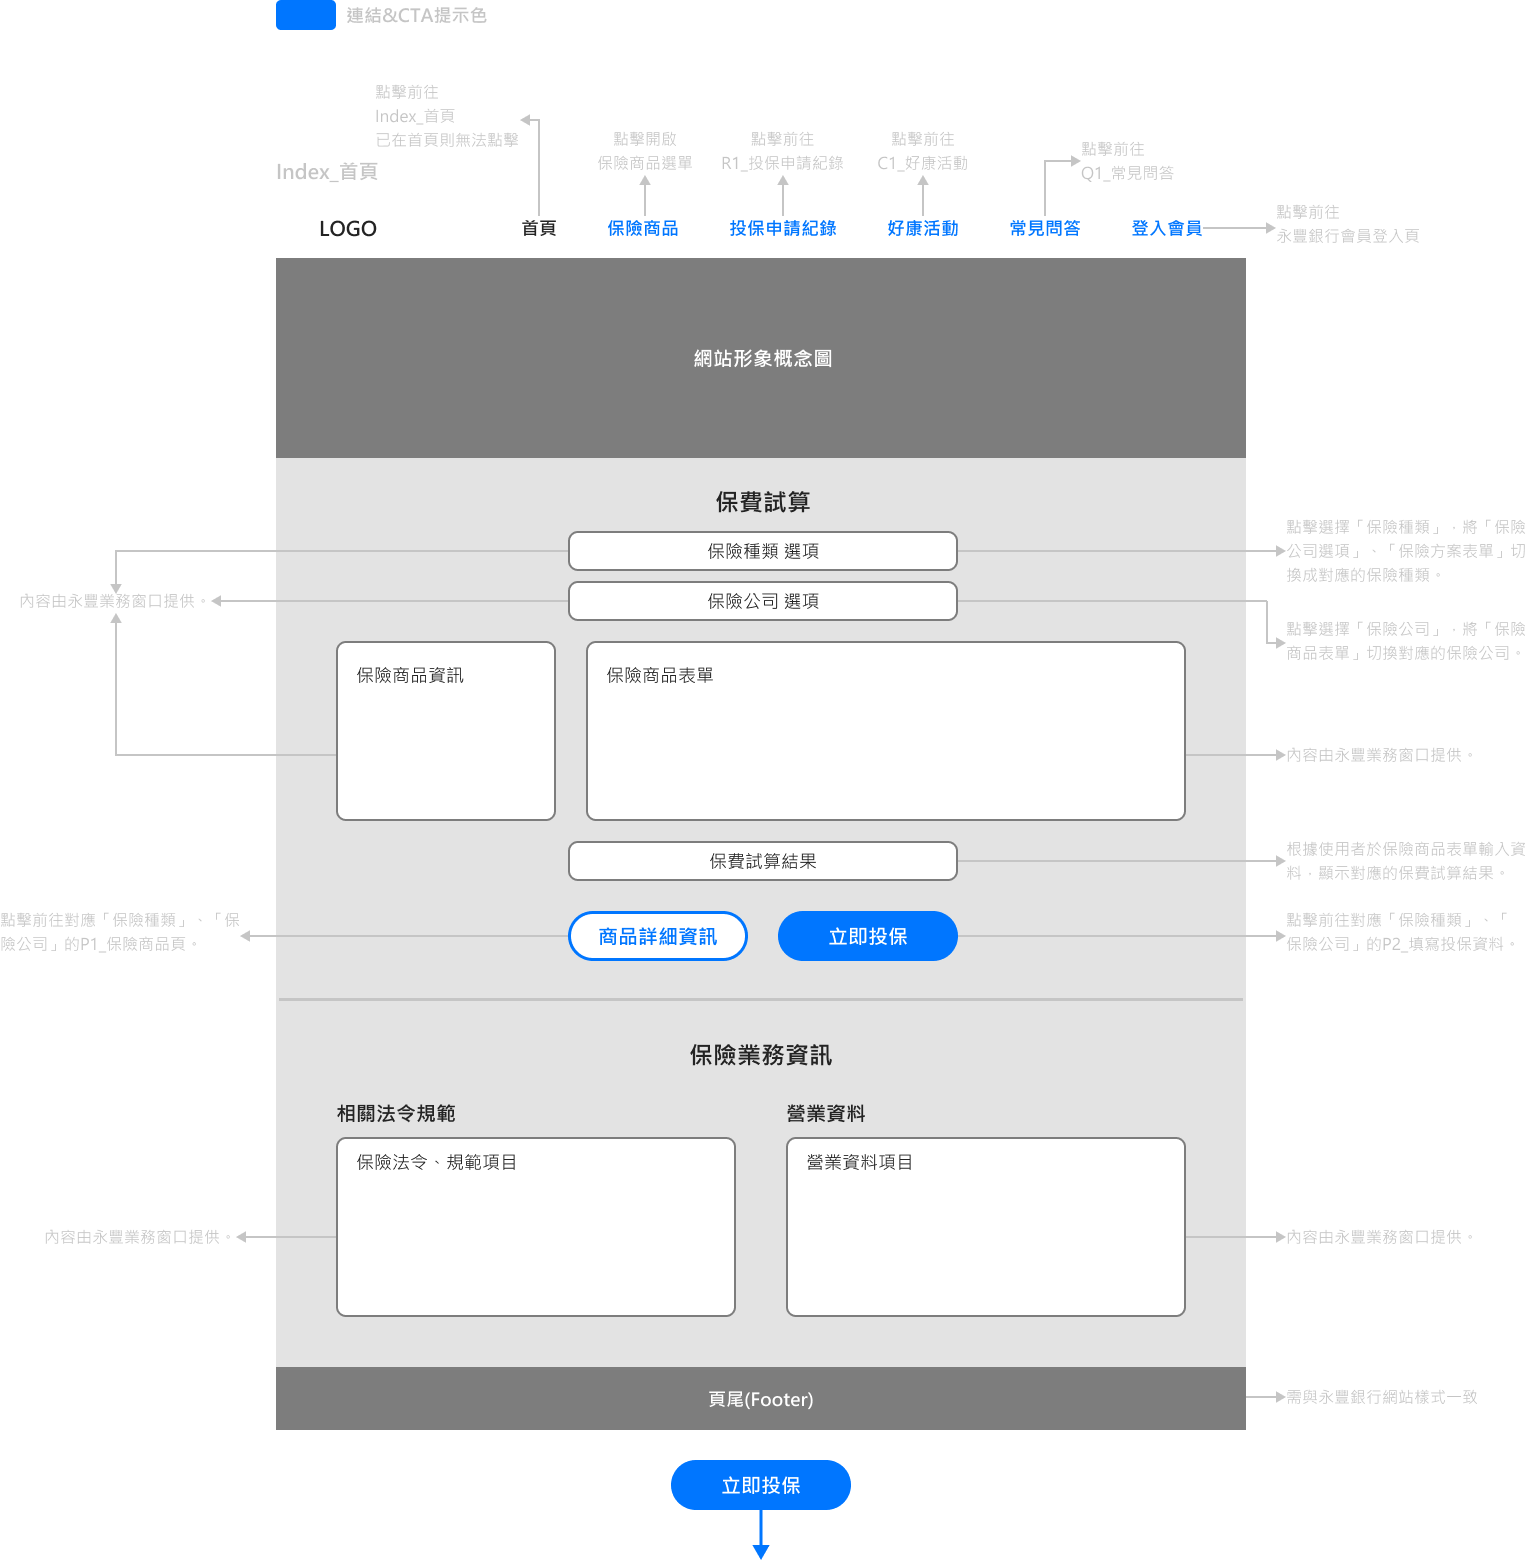 連結&CTA提示色
點擊前往
Index_首頁
已在首頁則無法點擊
點擊開啟
保險商品選單
點擊前往
R1_投保申請紀錄
點擊前往
C1_好康活動
點擊前往
Q1_常見問答
Index_首頁
點擊前往
永豐銀行會員登入頁
LOGO
首頁
保險商品
投保申請紀錄
好康活動
常見問答
登入會員
網站形象概念圖
保費試算
保險種類 選項
點擊選擇「保險種類」，將「保險
公司選項」、「保險方案表單」切
換成對應的保險種類。
內容由永豐業務窗口提供。
保險公司 選項
點擊選擇「保險公司」，將「保險
商品表單」切換對應的保險公司。
保險商品資訊
保險商品表單
內容由永豐業務窗口提供。
保費試算結果
根據使用者於保險商品表單輸入資
料，顯示對應的保費試算結果。
點擊前往對應「保險種類」、「保
險公司」的P1_保險商品頁。
商品詳細資訊
立即投保
點擊前往對應「保險種類」、「
保險公司」的P2_填寫投保資料。
保險業務資訊
相關法令規範
營業資料
保險法令、規範項目
營業資料項目
內容由永豐業務窗口提供。
內容由永豐業務窗口提供。
頁尾(Footer)
需與永豐銀行網站樣式一致
立即投保